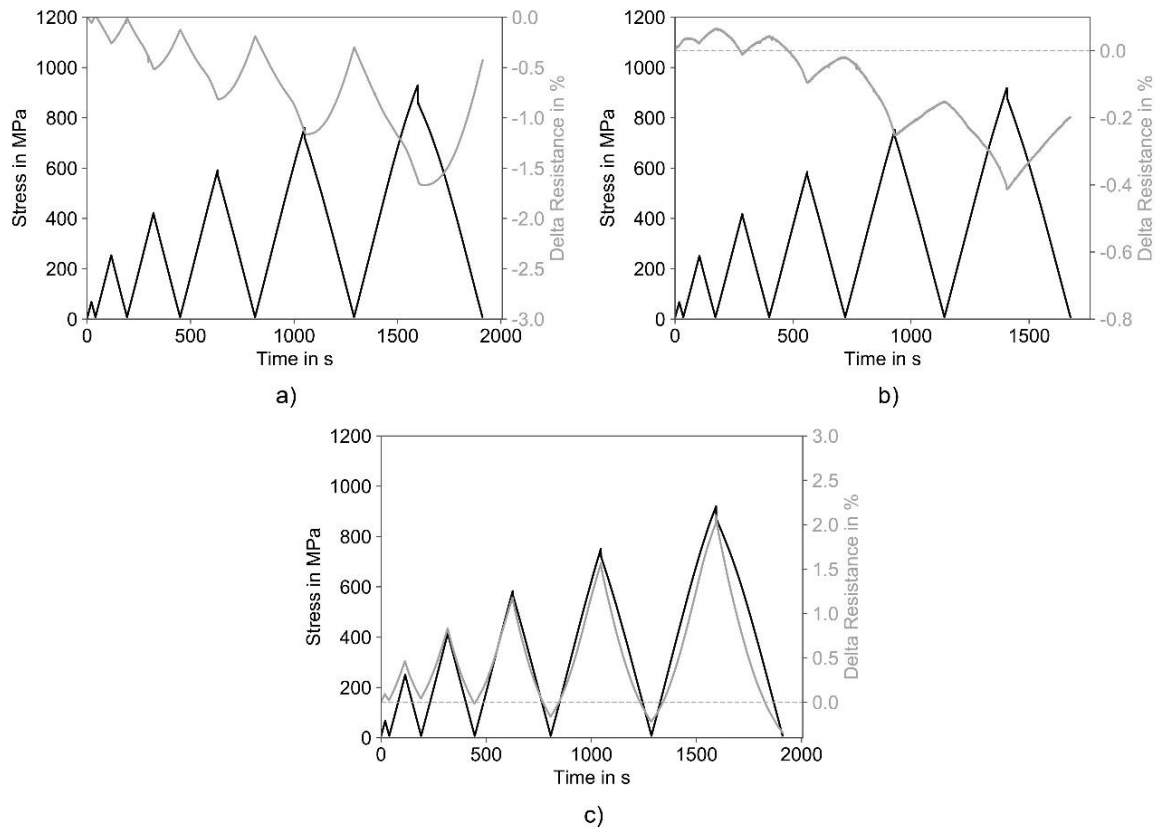 1200
1000
800
600
400
200
0
Stress in MPa
0.0
-0.5
-1.0
-1.5
-2.0
-2.5
-3.0
Delta Resistance in %
0 500 1000 1500 2000
Time in s
a)
1200
1000
800
600
400
200
0
Stress in MPa
0.0
-0.2
-0.4
-0.6
-0.8
Delta Resistance in %
0 500 1000 1500
Time in s
b)
1200
1000
800
600
400
200
0
Stress in MPa
3.0
2.5
2.0
1.5
1.0
0.5
0.0
Delta Resistance in %
0 500 1000 1500 2000
Time in s
c)